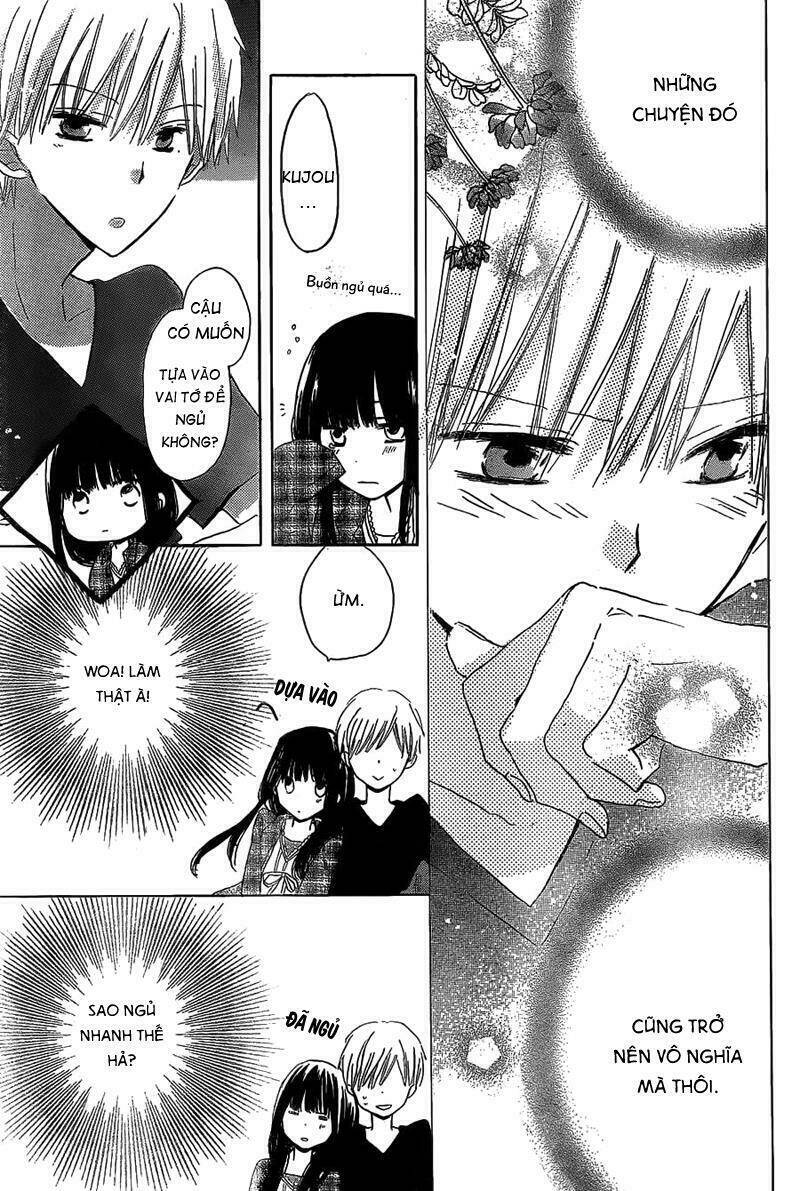 NHỮNG
CHUYỆN ĐÓ
CŨNG TRỞ
NÊN VÔ NGHĨA
MÀ THÔI.
KUJOU
...
Buồn ngủ quá...
CẬU
CÓ MUỐN
TỰA VÀO
VAI TỚ ĐỂ
NGỦ
KHÔNG?
ỪM.
DỰA VÀO
WOA! LÀM
THẬT À!
ĐÃ NGỦ
SAO NGỦ
NHANH THẾ
HẢ?